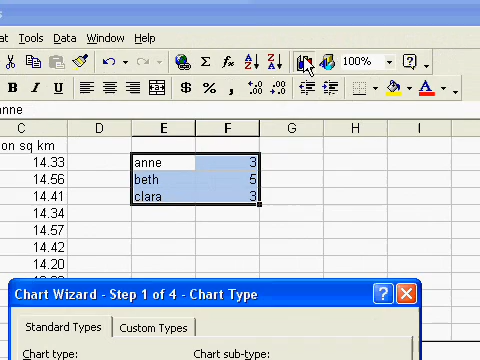 at Tools Data Window Help
Σ fx 100% ?
B I U $ % ,
anne
C D E F G H I
on sq km
14.33 anne 3
14.56 beth 5
14.41 clara 3
14.34
14.57
14.42
14.20
Chart Wizard - Step 1 of 4 - Chart Type
Standard Types Custom Types
Chart type: Chart sub-type: